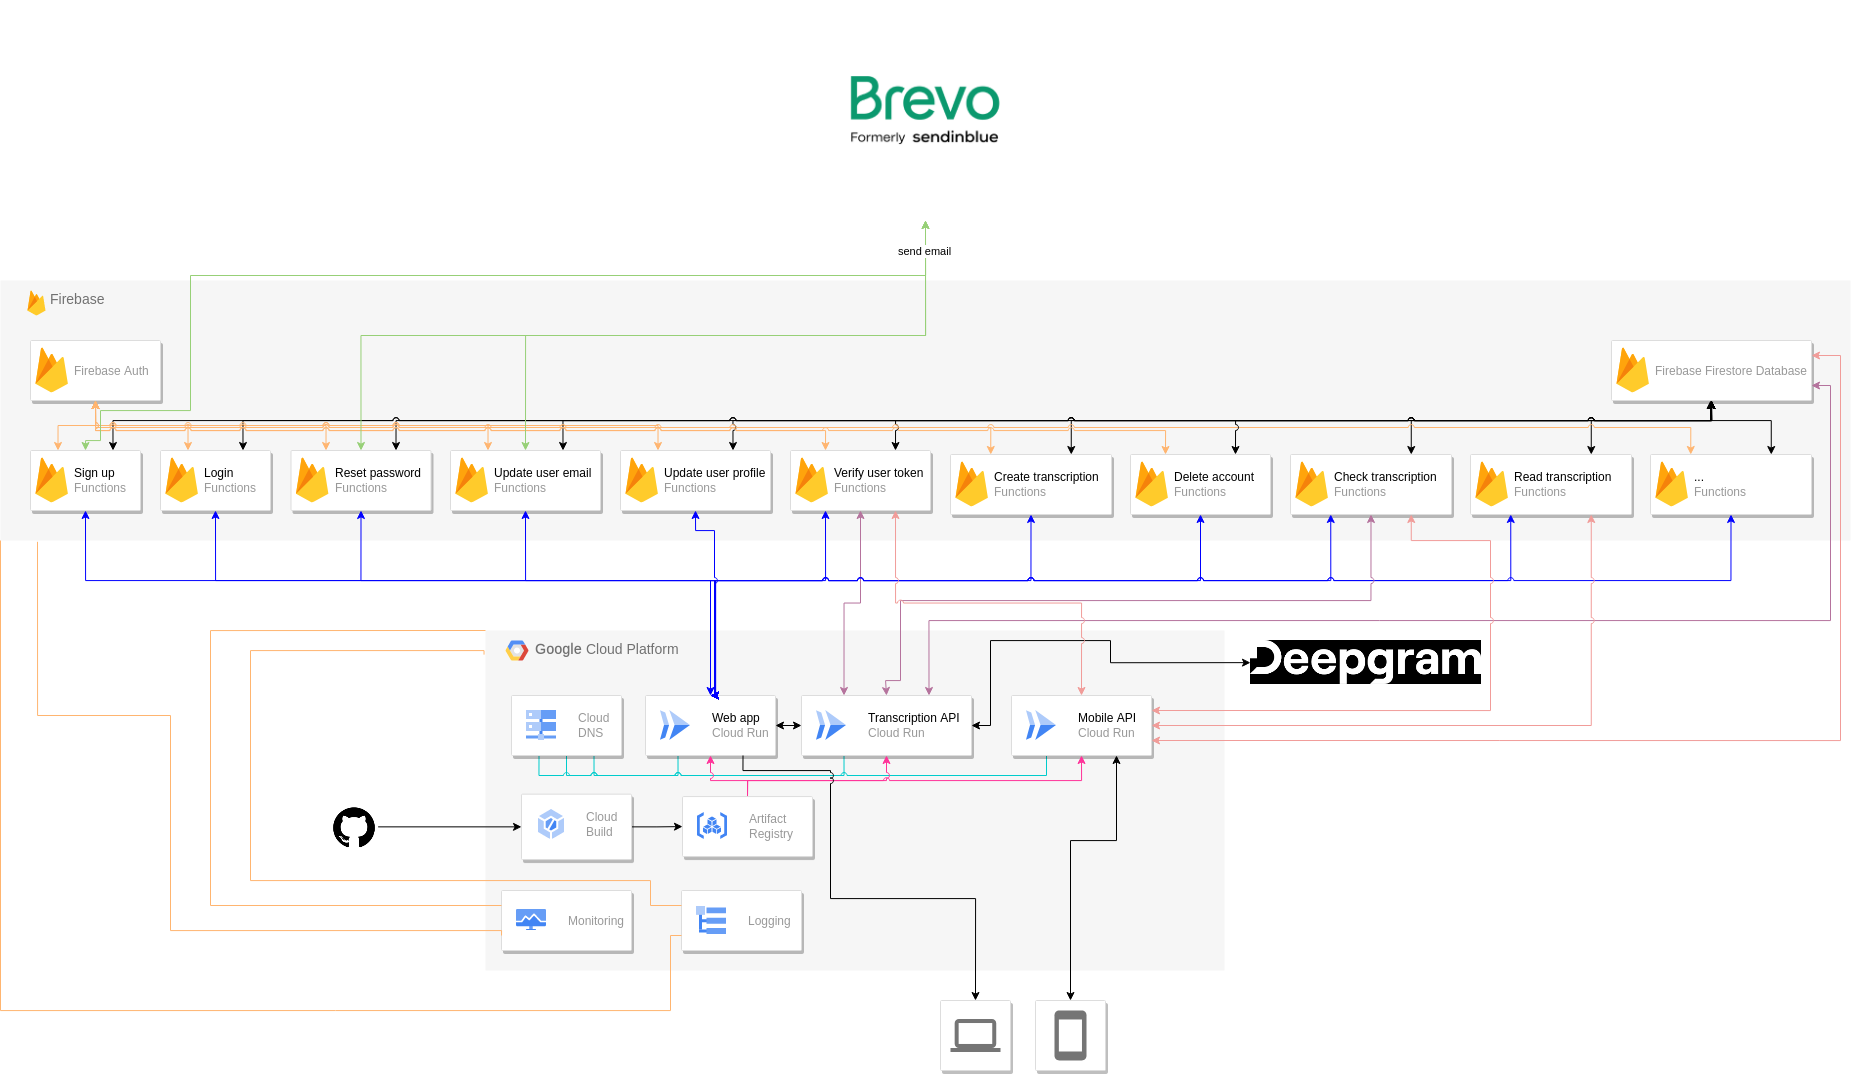 Brevo
Formerly sendinblue
send email
Firebase
Firebase Auth
Firebase Firestore Database
Sign up
Functions
Login
Functions
Reset password
Functions
Update user email
Functions
Update user profile
Functions
Verify user token
Functions
Create transcription
Functions
Delete account
Functions
Check transcription
Functions
Read transcription
Functions
...
Functions
Google Cloud Platform
Deepgram
Cloud
DNS
Web app
Cloud Run
Transcription API
Cloud Run
Mobile API
Cloud Run
Cloud
Build
Artifact
Registry
Monitoring
Logging